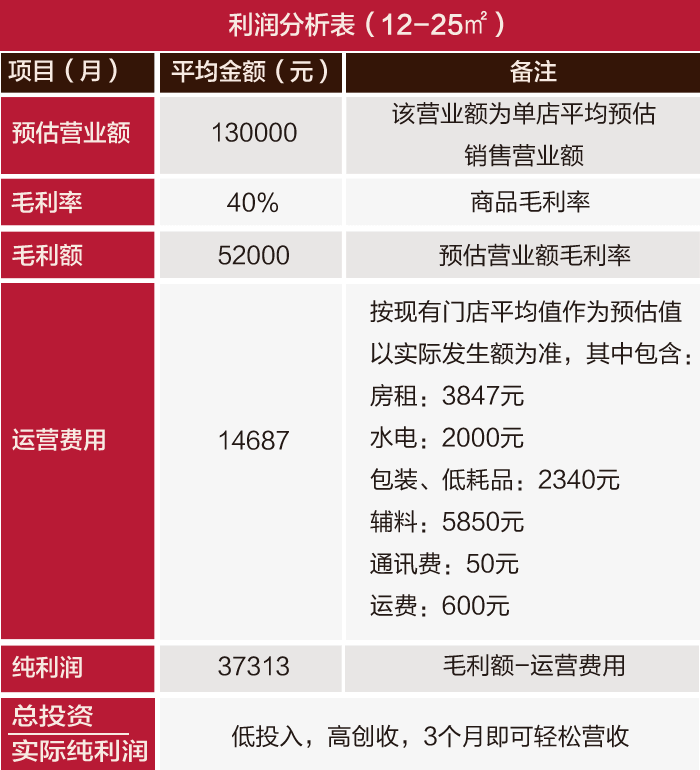 利润分析表（12-25㎡）
项目（月） 平均金额（元） 备注
预估营业额 130000 该营业额为单店平均预估
销售营业额
毛利率 40% 商品毛利率
毛利额 52000 预估营业额毛利率
运营费用 14687 按现有门店平均值作为预估值
以实际发生额为准，其中包含：
房租：3847元
水电：2000元
包装、低耗品：2340元
辅料：5850元
通讯费：50元
运费：600元
纯利润 37313 毛利额-运营费用
总投资
实际纯利润 低投入，高创收，3个月即可轻松营收